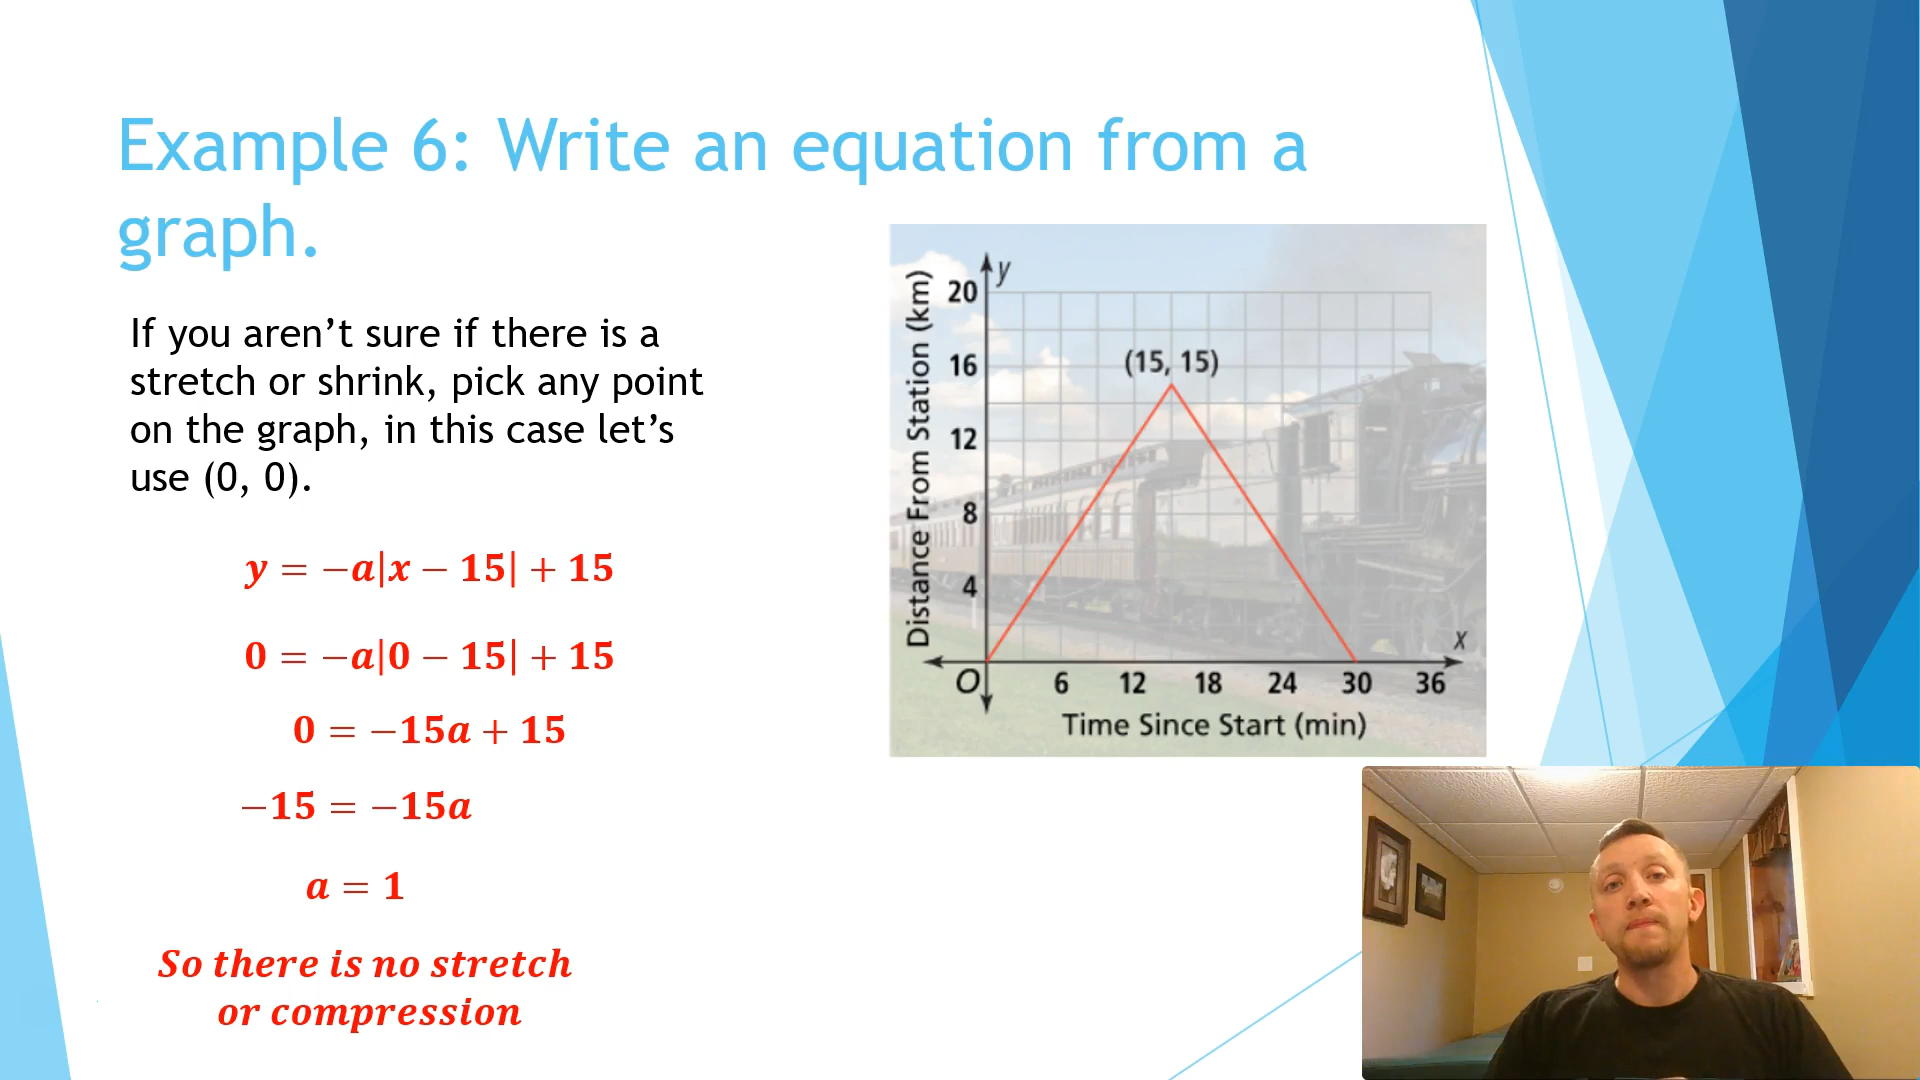 Example 6: Write an equation from a
graph.
If you aren’t sure if there is a
stretch or shrink, pick any point
on the graph, in this case let’s
use (0, 0).
y = −a|x − 15| + 15
0 = −a|0 − 15| + 15
0 = −15a + 15
−15 = −15a
a = 1
So there is no stretch
or compression
Distance From Station (km)
y
20
16
12
8
4
(15, 15)
x
O 6 12 18 24 30 36
Time Since Start (min)